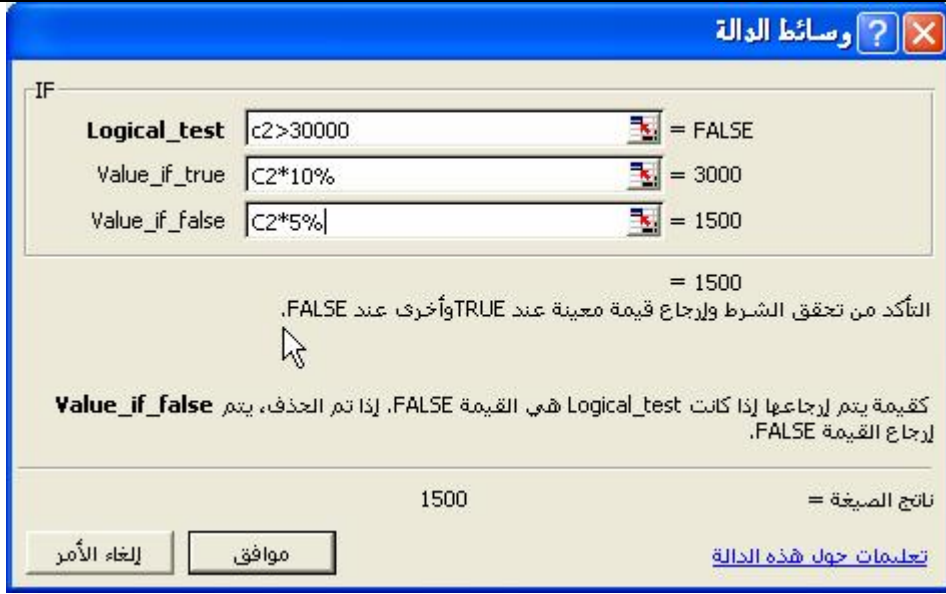 وسائط الدالة
IF
Logical_test c2>30000 = FALSE
Value_if_true C2*10% = 3000
Value_if_false C2*5% = 1500
= 1500
التأكد من تحقق الشرط وإرجاع قيمة معينة عند TRUEوأخرى عند FALSE.
Value_if_false كقيمة يتم إرجاعها إذا كانت Logical_test هي القيمة FALSE. إذا تم الحذف، يتم
إرجاع القيمة FALSE.
ناتج الصيغة = 1500
تعليمات حول هذه الدالة موافق إلغاء الأمر